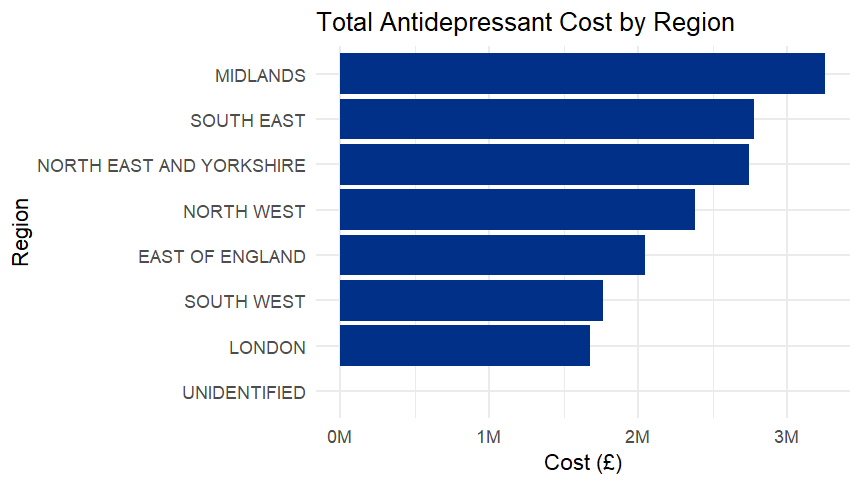 Total Antidepressant Cost by Region
MIDLANDS
SOUTH EAST
NORTH EAST AND YORKSHIRE
NORTH WEST
EAST OF ENGLAND
SOUTH WEST
LONDON
UNIDENTIFIED
Region
0M 1M 2M 3M
Cost (£)